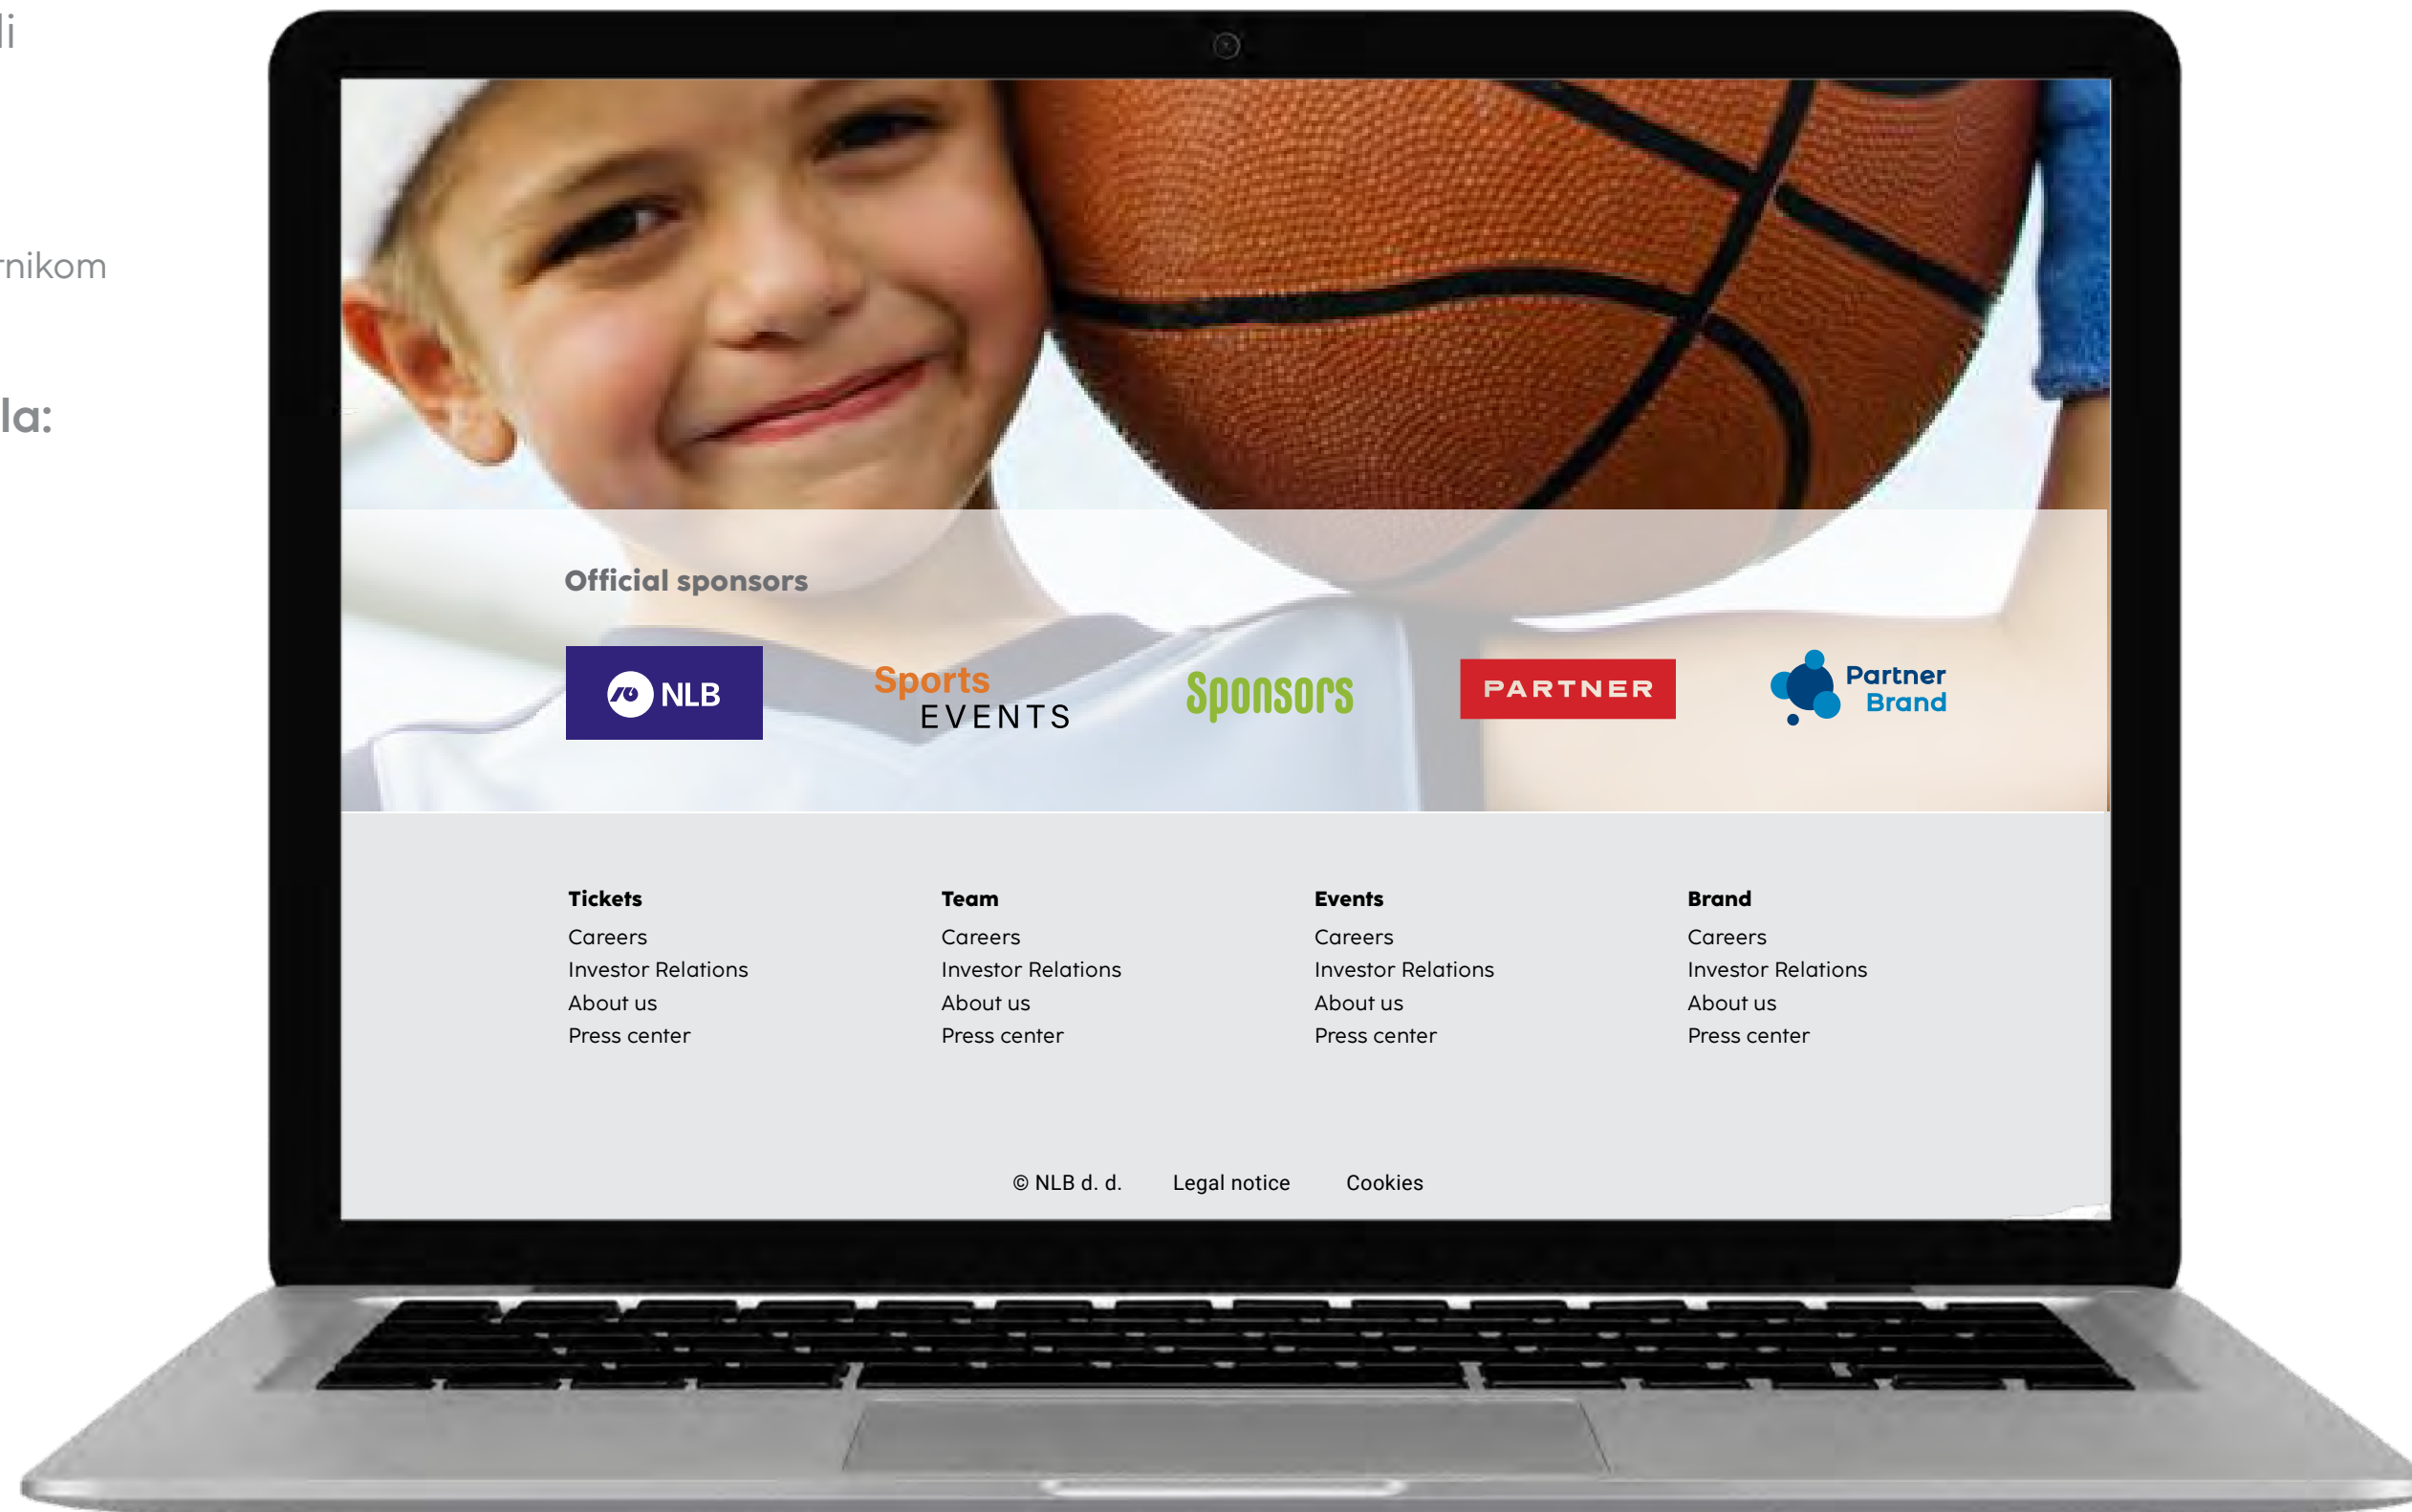 li
rnikom
la:
Official sponsors
NLB
Sports
EVENTS
Sponsors
PARTNER
Partner
Brand
Tickets
Careers
Investor Relations
About us
Press center
Team
Careers
Investor Relations
About us
Press center
Events
Careers
Investor Relations
About us
Press center
Brand
Careers
Investor Relations
About us
Press center
© NLB d. d. Legal notice Cookies